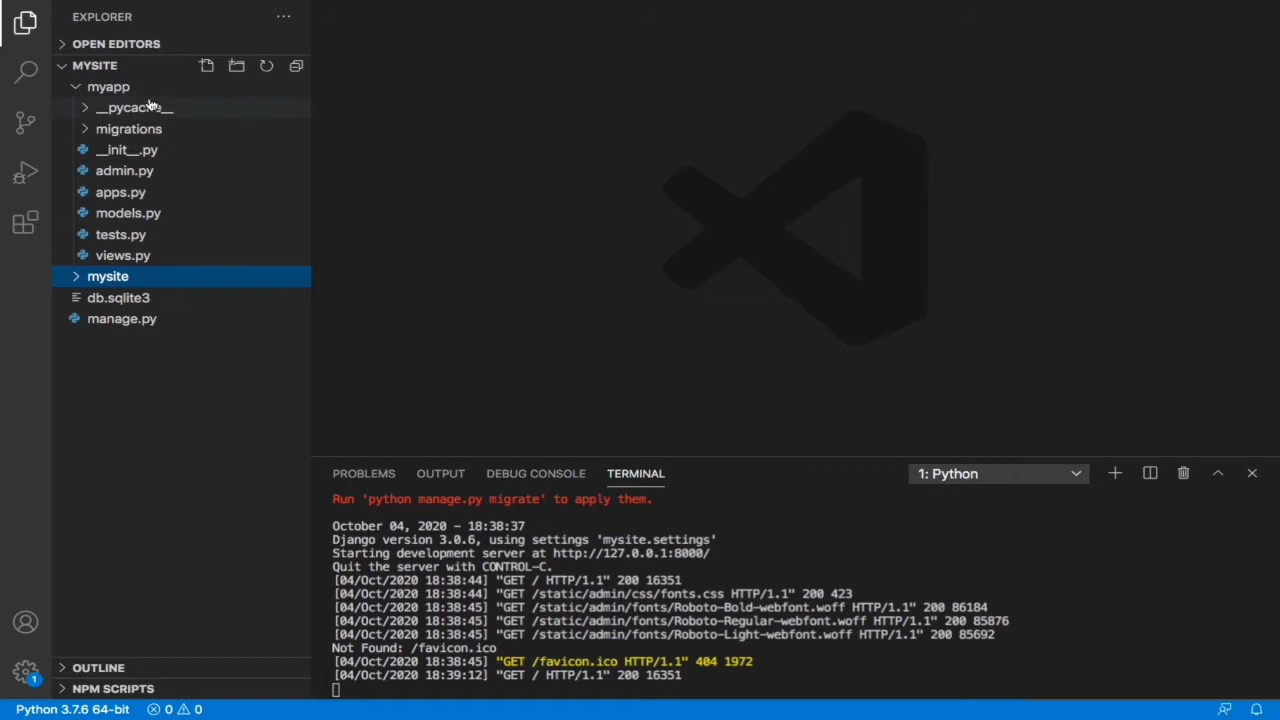 EXPLORER
OPEN EDITORS
MYSITE
myapp
__pycache__
migrations
__init__.py
admin.py
apps.py
models.py
tests.py
views.py
mysite
db.sqlite3
manage.py
OUTLINE
NPM SCRIPTS
PROBLEMS OUTPUT DEBUG CONSOLE TERMINAL 1: Python
Run 'python manage.py migrate' to apply them.
October 04, 2020 - 18:38:37
Django version 3.0.6, using settings 'mysite.settings'
Starting development server at http://127.0.0.1:8000/
Quit the server with CONTROL-C.
[04/Oct/2020 18:38:44] "GET / HTTP/1.1" 200 16351
[04/Oct/2020 18:38:44] "GET /static/admin/css/fonts.css HTTP/1.1" 200 423
[04/Oct/2020 18:38:45] "GET /static/admin/fonts/Roboto-Bold-webfont.woff HTTP/1.1" 200 86184
[04/Oct/2020 18:38:45] "GET /static/admin/fonts/Roboto-Regular-webfont.woff HTTP/1.1" 200 85876
[04/Oct/2020 18:38:45] "GET /static/admin/fonts/Roboto-Light-webfont.woff HTTP/1.1" 200 85692
Not Found: /favicon.ico
[04/Oct/2020 18:38:45] "GET /favicon.ico HTTP/1.1" 404 1972
[04/Oct/2020 18:39:12] "GET / HTTP/1.1" 200 16351
1
Python 3.7.6 64-bit 0 0